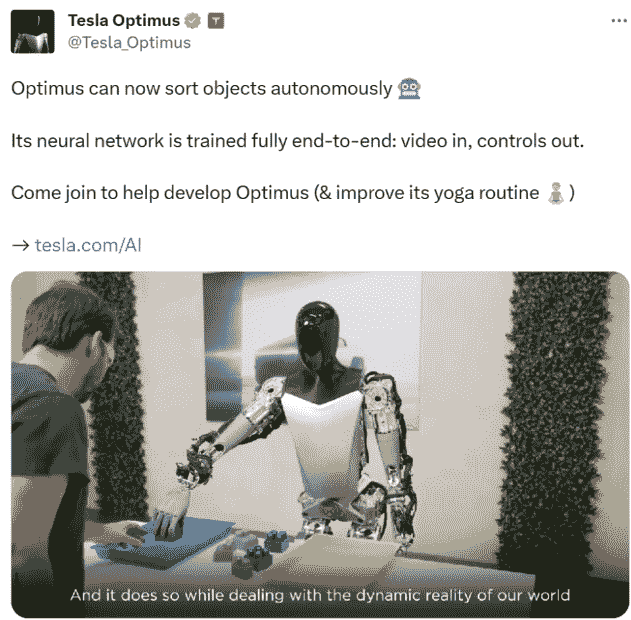 Tesla Optimus
@Tesla_Optimus
Optimus can now sort objects autonomously 🤖
Its neural network is trained fully end-to-end: video in, controls out.
Come join to help develop Optimus (& improve its yoga routine 🧘)
→ tesla.com/AI
And it does so while dealing with the dynamic reality of our world